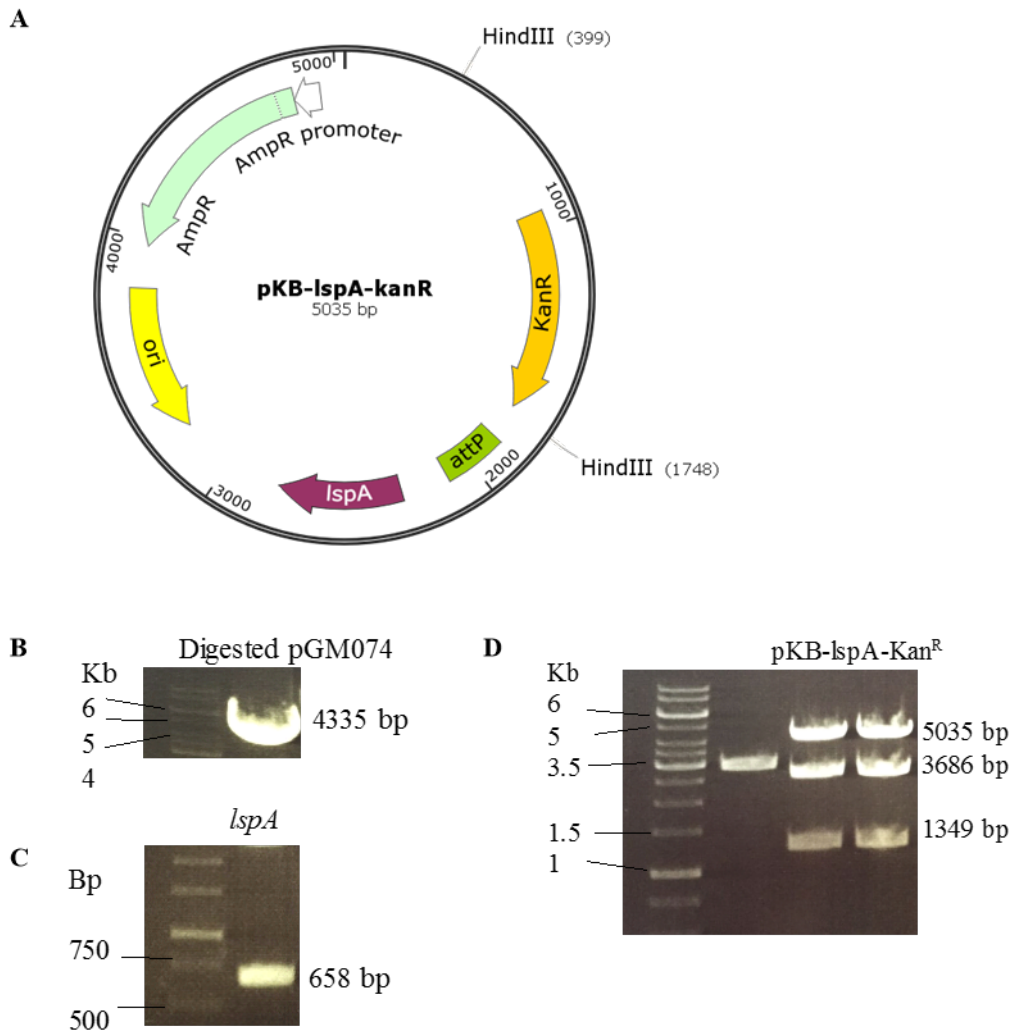 A
HindIII (399)
5000
AmpR promoter
AmpR
1000
4000
pKB-lspA-kanR
5035 bp
KanR
ori
attP
HindIII (1748)
lspA
2000
3000
B
Digested pGM074
Kb
6
5
4
4335 bp
lspA
C
Bp
750
500
658 bp
D
pKB-lspA-Kanᴿ
Kb
6
5
3.5
1.5
1
5035 bp
3686 bp
1349 bp